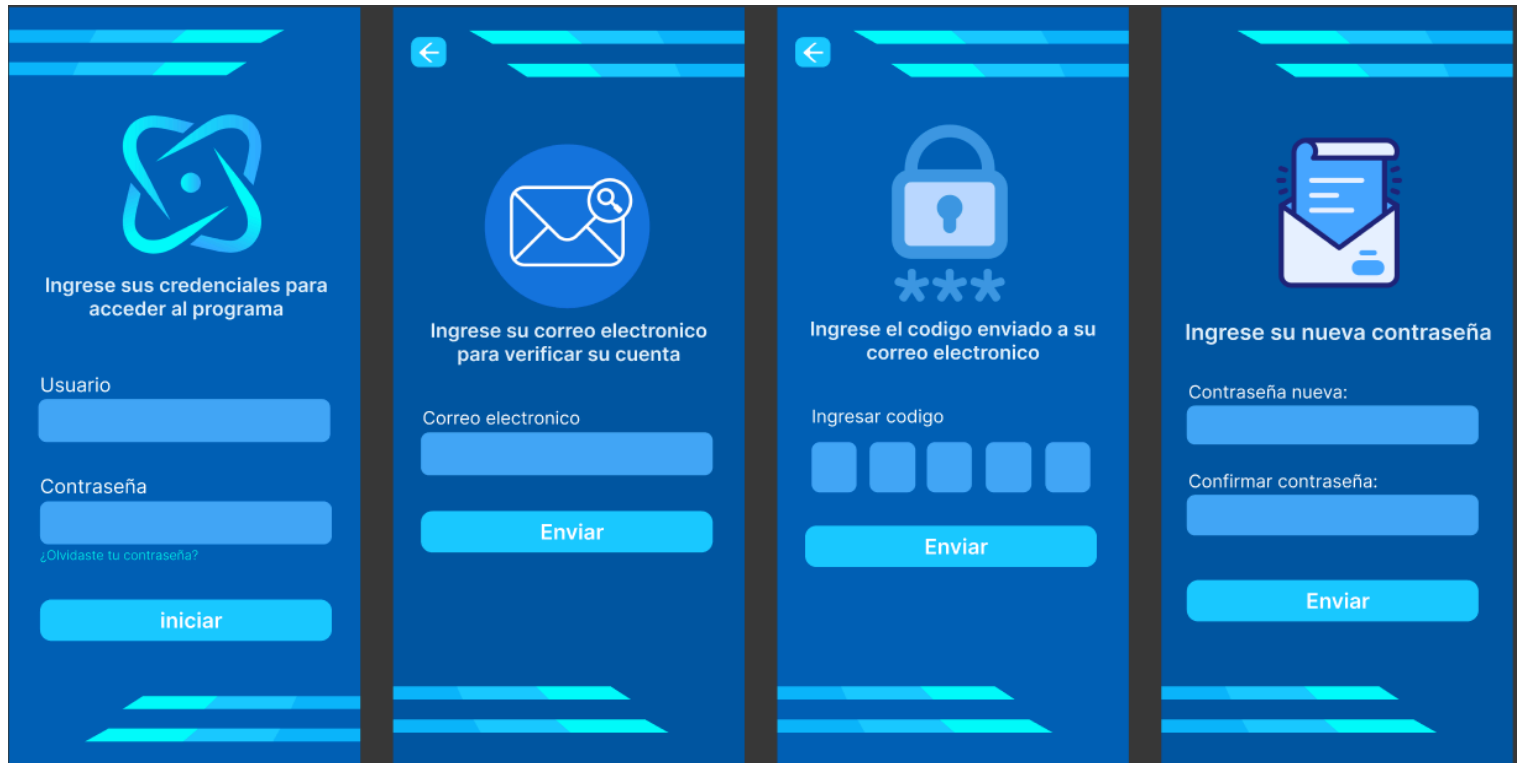 Ingrese sus credenciales para
acceder al programa
Usuario
Contraseña
¿Olvidaste tu contraseña?
iniciar
Ingrese su correo electronico
para verificar su cuenta
Correo electronico
Enviar
***
Ingrese el codigo enviado a su
correo electronico
Ingresar codigo
Enviar
Ingrese su nueva contraseña
Contraseña nueva:
Confirmar contraseña:
Enviar